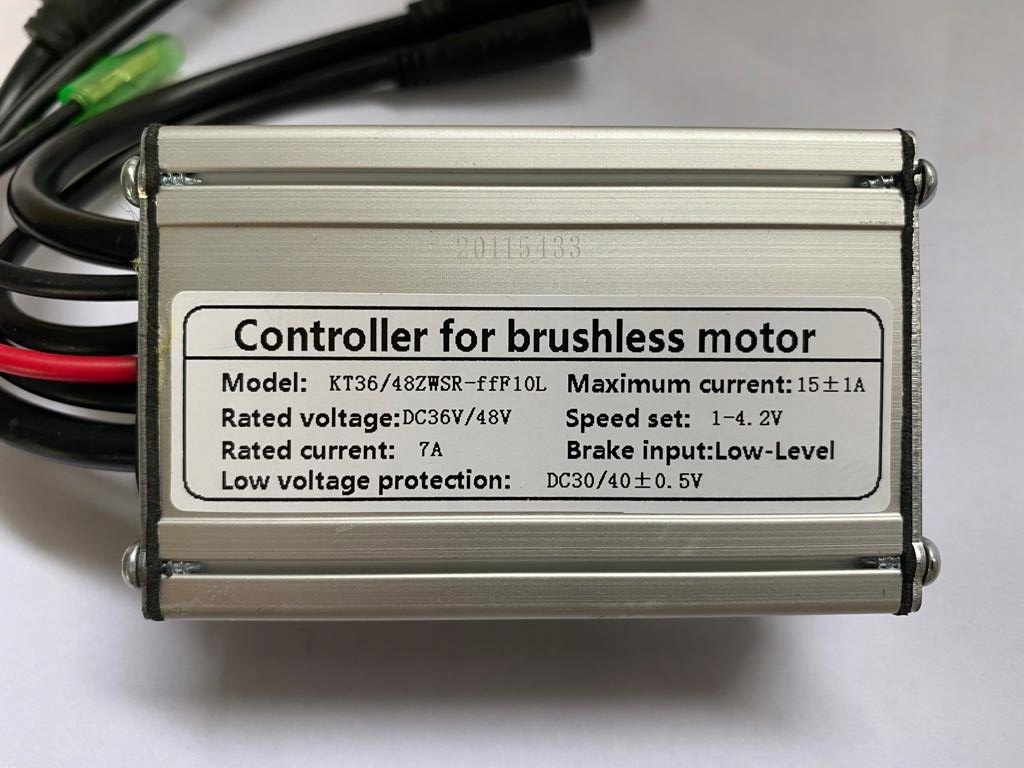 20115433
Controller for brushless motor
Model: KT36/48ZWSR-ffF10L Maximum current: 15±1A
Rated voltage: DC36V/48V Speed set: 1-4.2V
Rated current: 7A Brake input: Low-Level
Low voltage protection: DC30/40±0.5V